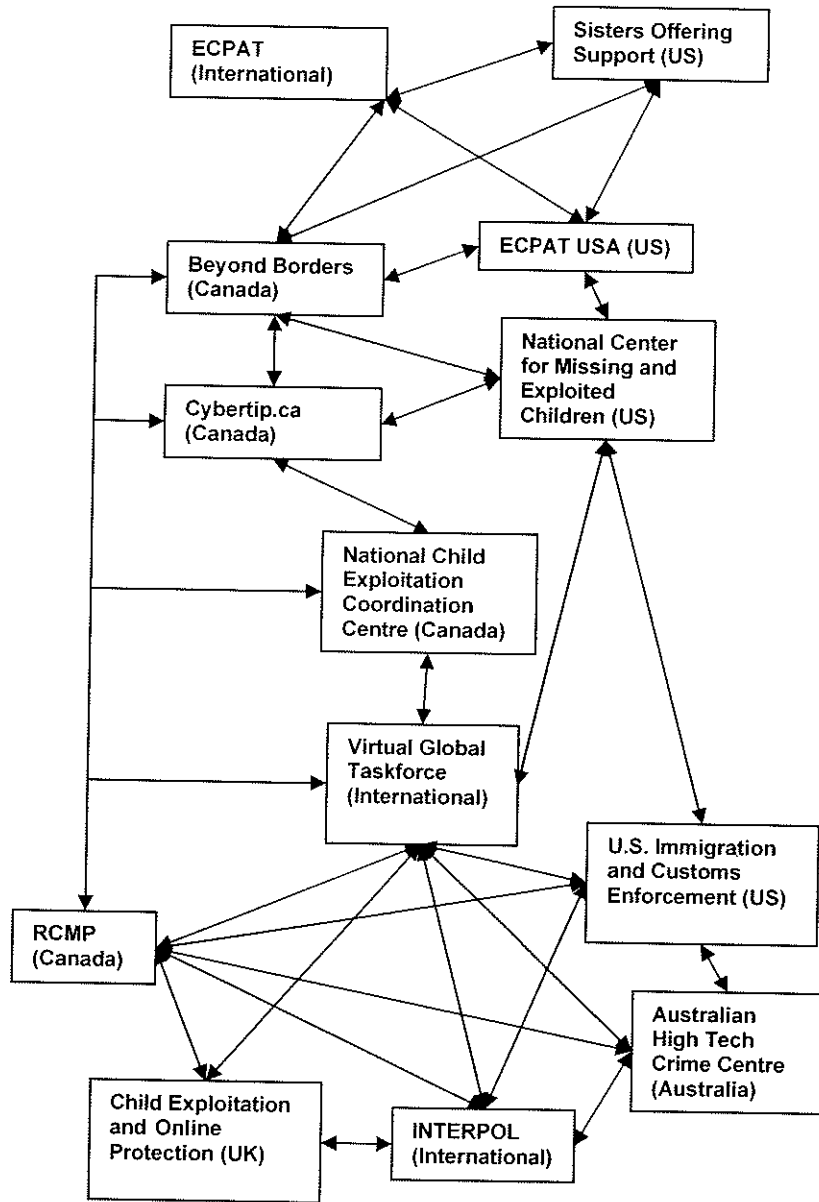 ECPAT
(International)
Sisters Offering
Support (US)
Beyond Borders
(Canada)
ECPAT USA (US)
National Center
for Missing and
Exploited
Children (US)
Cybertip.ca
(Canada)
National Child
Exploitation
Coordination
Centre (Canada)
Virtual Global
Taskforce
(International)
U.S. Immigration
and Customs
Enforcement (US)
RCMP
(Canada)
Australian
High Tech
Crime Centre
(Australia)
Child Exploitation
and Online
Protection (UK)
INTERPOL
(International)